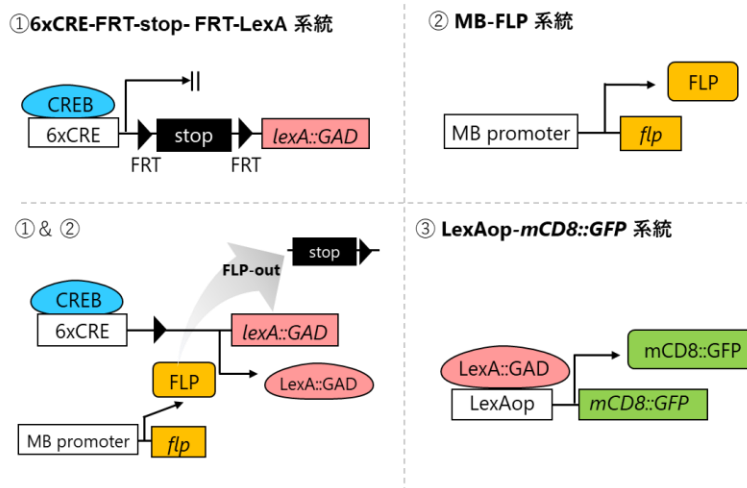 ①6xCRE-FRT-stop- FRT-LexA 系統
CREB
6xCRE
stop
lexA::GAD
FRT
FRT
② MB-FLP 系統
FLP
MB promoter
flp
①& ②
stop
FLP-out
CREB
6xCRE
lexA::GAD
FLP
LexA::GAD
MB promoter
flp
③ LexAop-mCD8::GFP 系統
mCD8::GFP
LexA::GAD
LexAop
mCD8::GFP